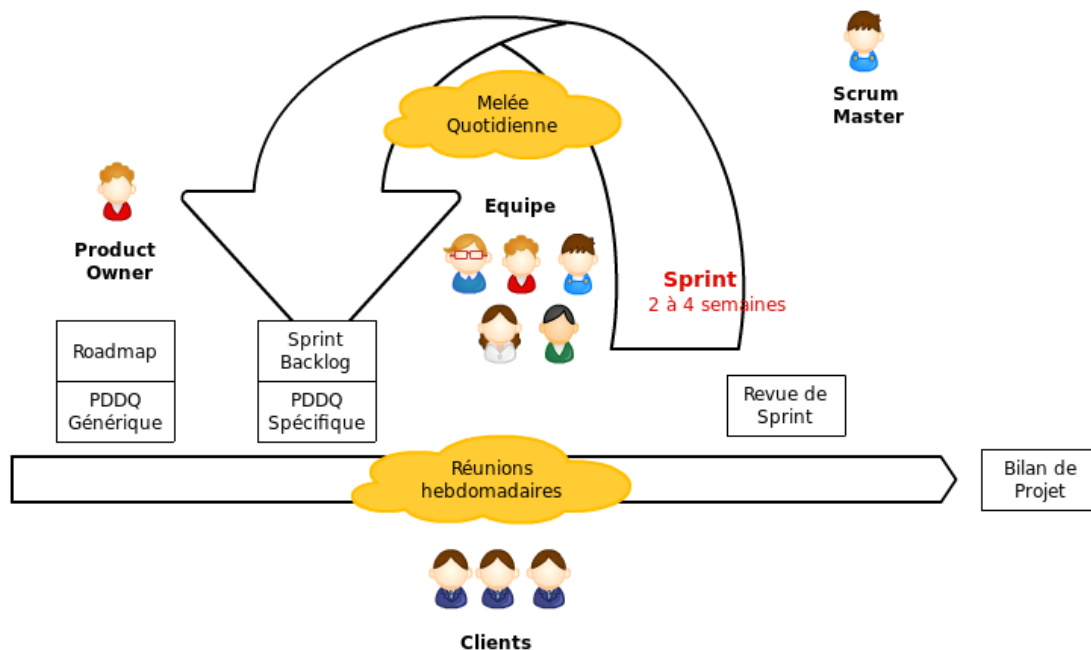 Melée
Quotidienne
Scrum
Master
Product
Owner
Equipe
Sprint
2 à 4 semaines
Roadmap
PDDQ
Générique
Sprint
Backlog
PDDQ
Spécifique
Revue de
Sprint
Réunions
hebdomadaires
Bilan de
Projet
Clients